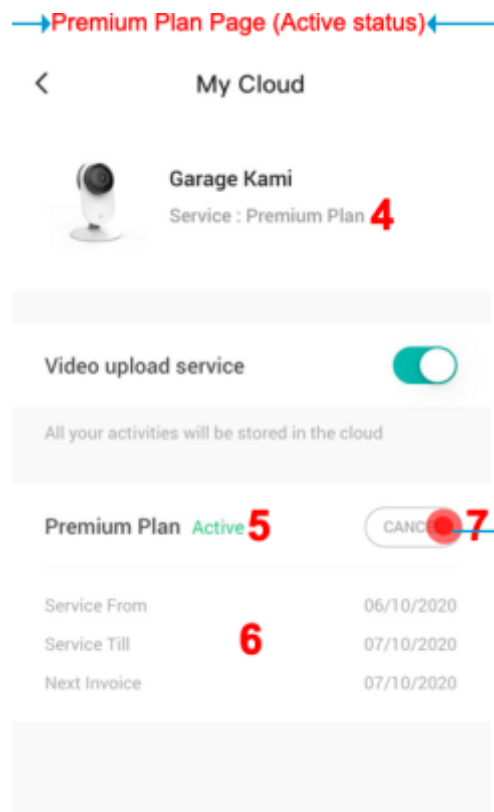 Premium Plan Page (Active status)
My Cloud
Garage Kami
Service : Premium Plan 4
Video upload service
All your activities will be stored in the cloud
Premium Plan Active 5 7
Service From 06/10/2020
Service Till 6 07/10/2020
Next Invoice 07/10/2020